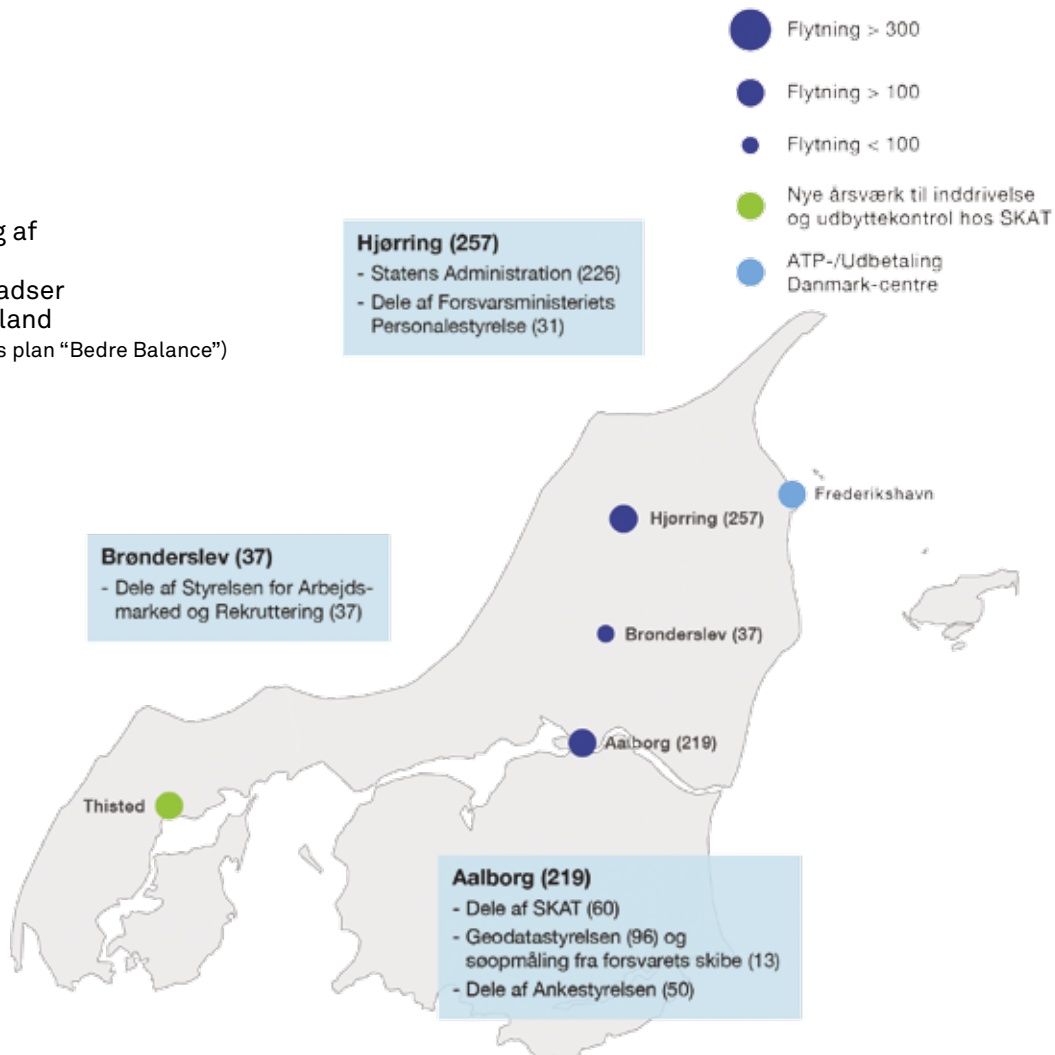 Flytning > 300
Flytning > 100
Flytning < 100
Nye årsværk til inddrivelse
og udbyttekontrol hos SKAT
ATP-/Udbetaling
Danmark-centre
af
adser
land
s plan “Bedre Balance”)
Hjørring (257)
- Statens Administration (226)
- Dele af Forsvarsministeriets
Personalestyrelse (31)
Frederikshavn
Hjørring (257)
Brønderslev (37)
- Dele af Styrelsen for Arbejds-
marked og Rekruttering (37)
Brønderslev (37)
Aalborg (219)
Thisted
Aalborg (219)
- Dele af SKAT (60)
- Geodatastyrelsen (96) og
søopmåling fra forsvarets skibe (13)
- Dele af Ankestyrelsen (50)